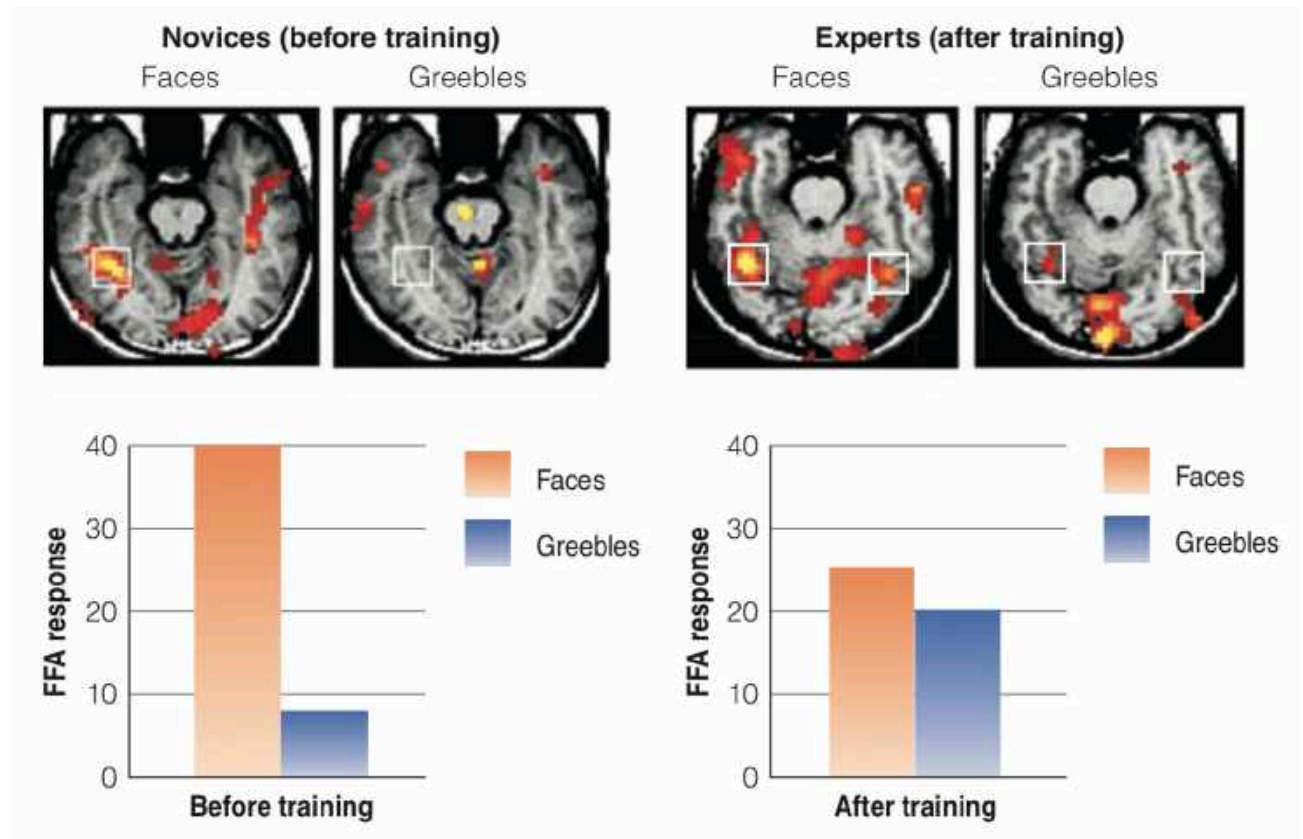 Novices (before training)
Faces Greebles
Experts (after training)
Faces Greebles
40
30
20
10
0
FFA response
Before training
Faces
Greebles
40
30
20
10
0
FFA response
After training
Faces
Greebles